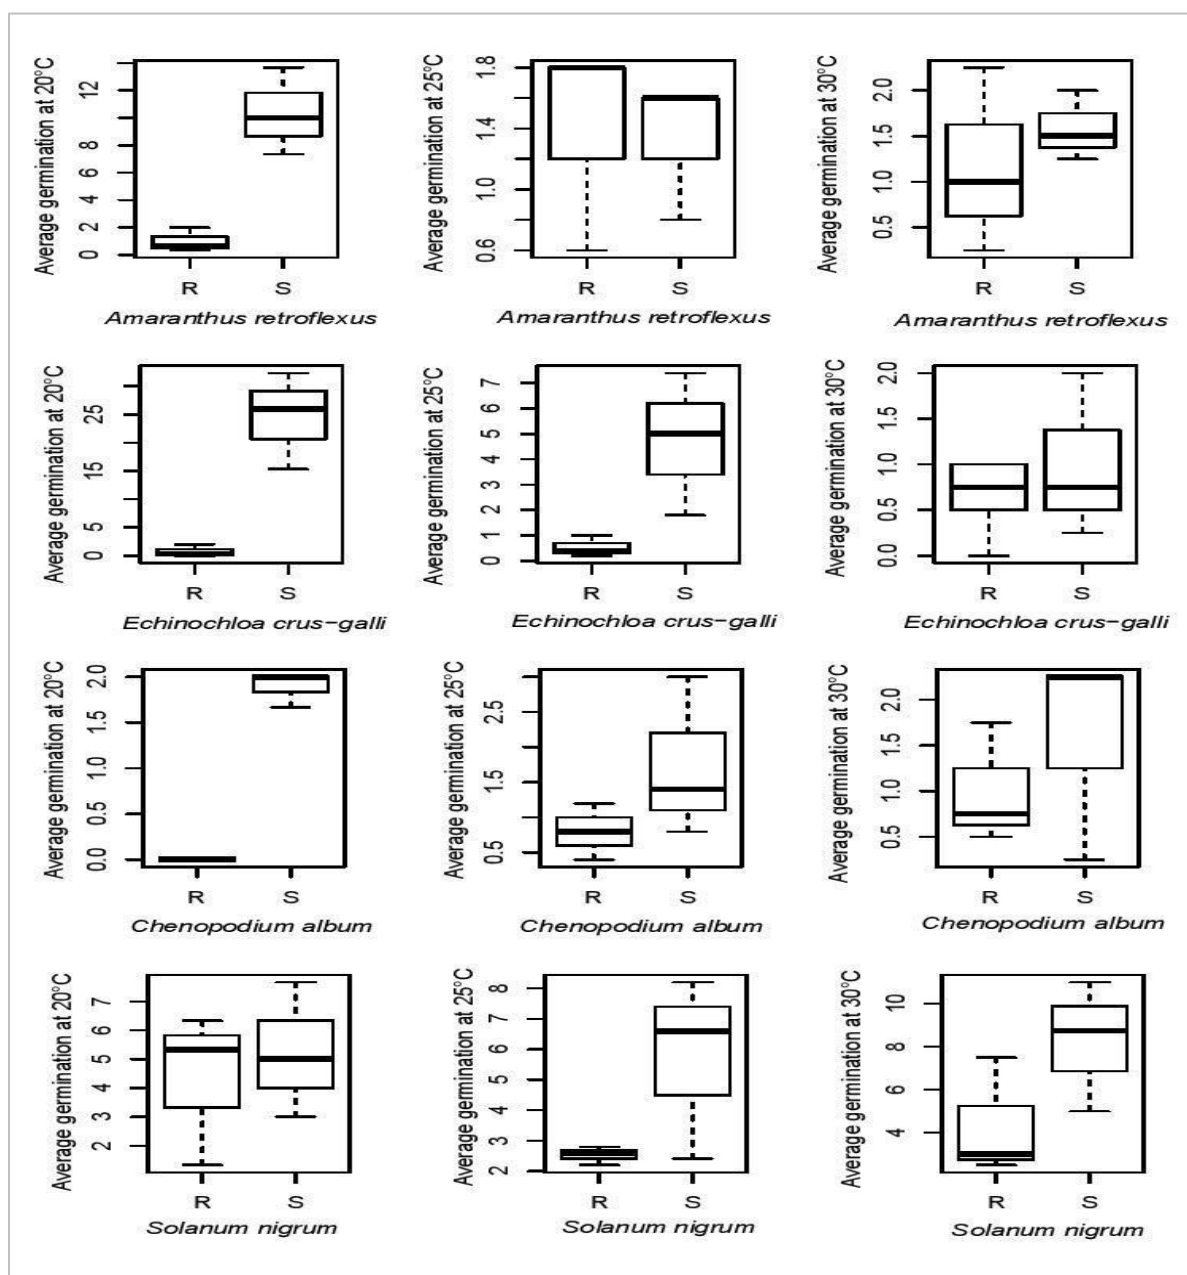 Average germination at 20°C
12
8
6
4
2
0
R S
Amaranthus retroflexus
Average germination at 25°C
1.8
1.4
1.0
0.6
R S
Amaranthus retroflexus
Average germination at 30°C
2.0
1.5
1.0
0.5
R S
Amaranthus retroflexus
Average germination at 20°C
25
15
5
0
R S
Echinochloa crus-galli
Average germination at 25°C
7
6
5
4
3
2
1
0
R S
Echinochloa crus-galli
Average germination at 30°C
2.0
1.5
1.0
0.5
0.0
R S
Echinochloa crus-galli
Average germination at 20°C
2.0
1.5
1.0
0.5
0.0
R S
Chenopodium album
Average germination at 25°C
2.5
1.5
0.5
R S
Chenopodium album
Average germination at 30°C
2.0
1.5
1.0
0.5
R S
Chenopodium album
Average germination at 20°C
7
6
5
4
3
2
R S
Solanum nigrum
Average germination at 25°C
8
7
6
5
4
3
2
R S
Solanum nigrum
Average germination at 30°C
10
8
6
4
R S
Solanum nigrum